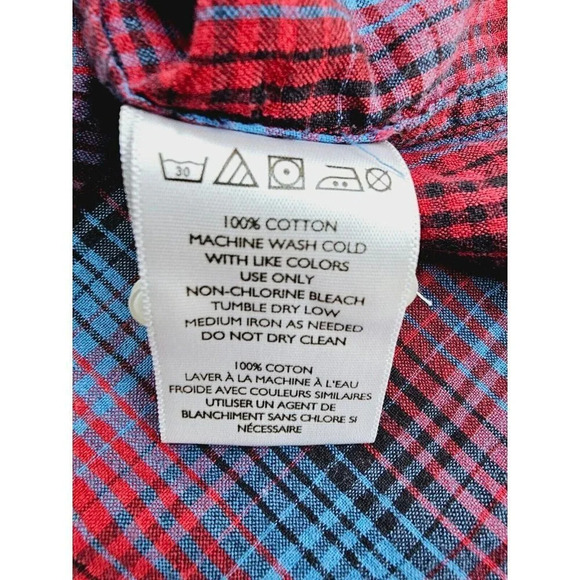 30
100% COTTON
MACHINE WASH COLD
WITH LIKE COLORS
USE ONLY
NON-CHLORINE BLEACH
TUMBLE DRY LOW
MEDIUM IRON AS NEEDED
DO NOT DRY CLEAN
100% COTON
LAVER À LA MACHINE À L'EAU
FROIDE AVEC COULEURS SIMILAIRES
UTILISER UN AGENT DE
BLANCHIMENT SANS CHLORE SI
NÉCESSAIRE